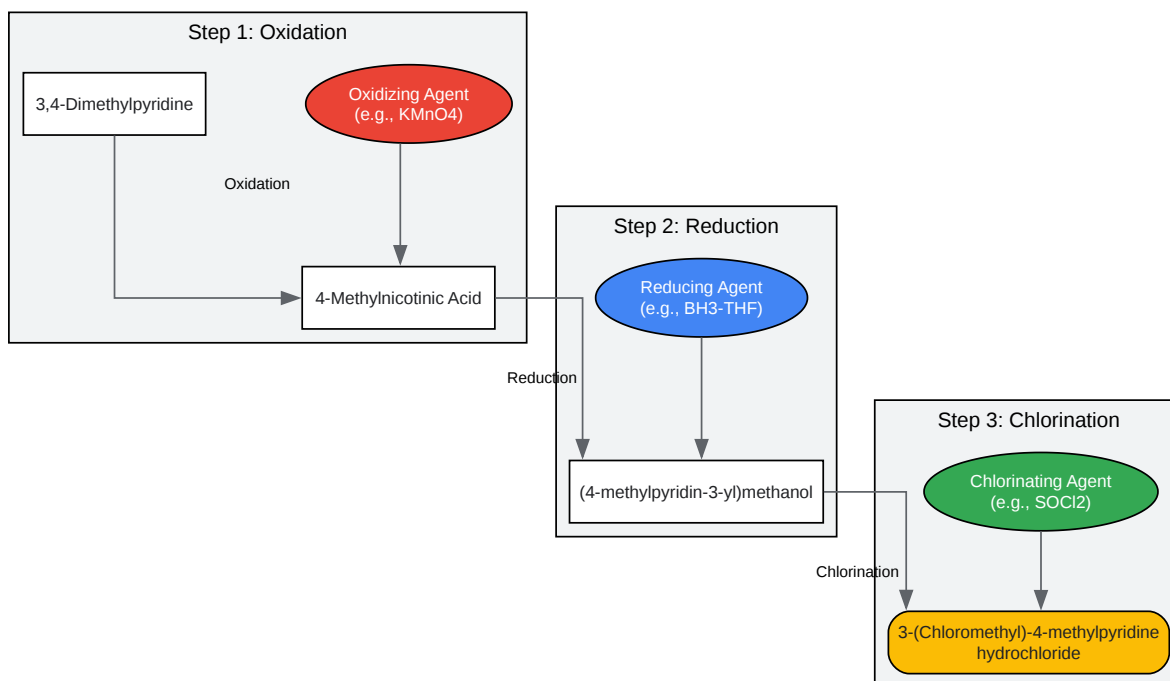 Step 1: Oxidation
3,4-Dimethylpyridine
Oxidizing Agent
(e.g., KMnO4)
Oxidation
4-Methylnicotinic Acid
Step 2: Reduction
Reducing Agent
(e.g., BH3-THF)
Reduction
(4-methylpyridin-3-yl)methanol
Step 3: Chlorination
Chlorinating Agent
(e.g., SOCl2)
Chlorination
3-(Chloromethyl)-4-methylpyridine
hydrochloride